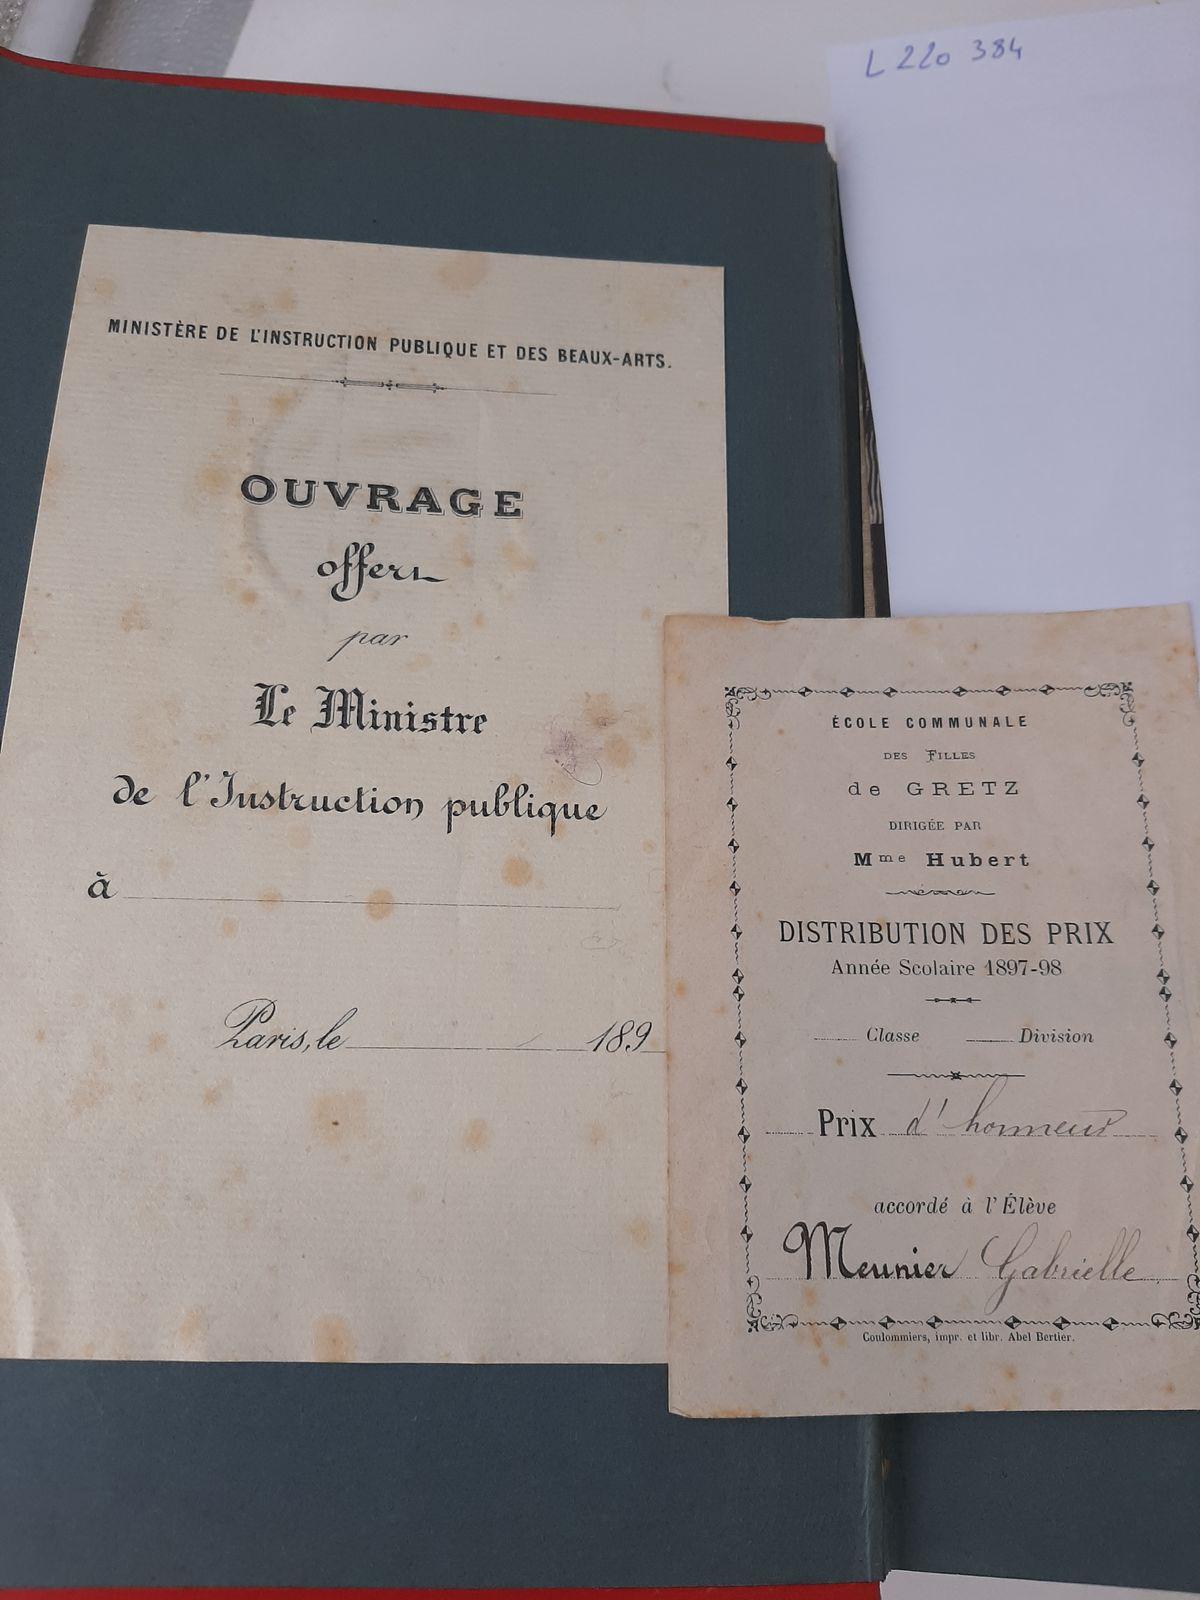 L 220 384
MINISTÈRE DE L'INSTRUCTION PUBLIQUE ET DES BEAUX-ARTS.
OUVRAGE
offert
par
Le Ministre
de l'Instruction publique
à
Paris, le 189
ÉCOLE COMMUNALE
DES FILLES
de GRETZ
DIRIGÉE PAR
Mme Hubert
DISTRIBUTION DES PRIX
Année Scolaire 1897-98
Classe Division
Prix d'honneur
accordé à l'Élève
Meunier Gabrielle
Coulommiers, impr. et libr. Abel Bertier.